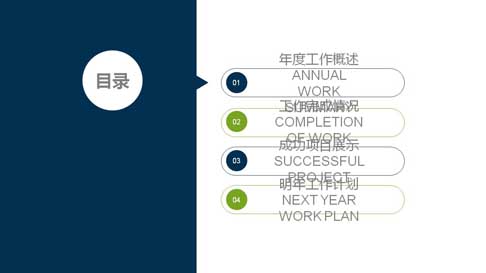 目录
01
年度工作概述
ANNUAL
WORK
SUMMARY
02
工作完成情况
COMPLETION
OF WORK
03
成功项目展示
SUCCESSFUL
PROJECT
04
明年工作计划
NEXT YEAR
WORK PLAN